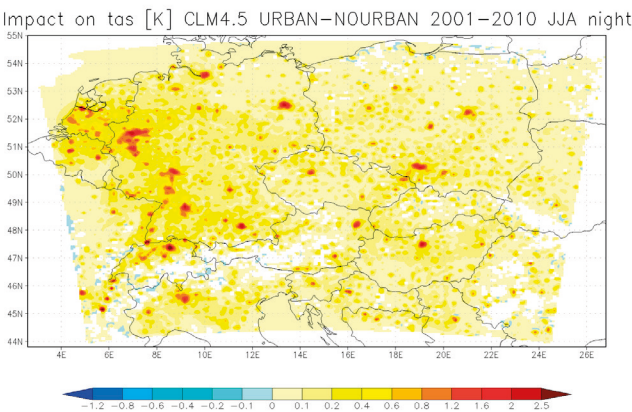 Impact on tas [K] CLM4.5 URBAN-NOURBAN 2001-2010 JJA night
55N
54N
53N
52N
51N
50N
49N
48N
47N
46N
45N
44N
4E 6E 8E 10E 12E 14E 16E 18E 20E 22E 24E 26E
-1.2 -0.8 -0.6 -0.4 -0.2 -0.1 0 0.1 0.2 0.4 0.6 0.8 1.2 1.6 2 2.5